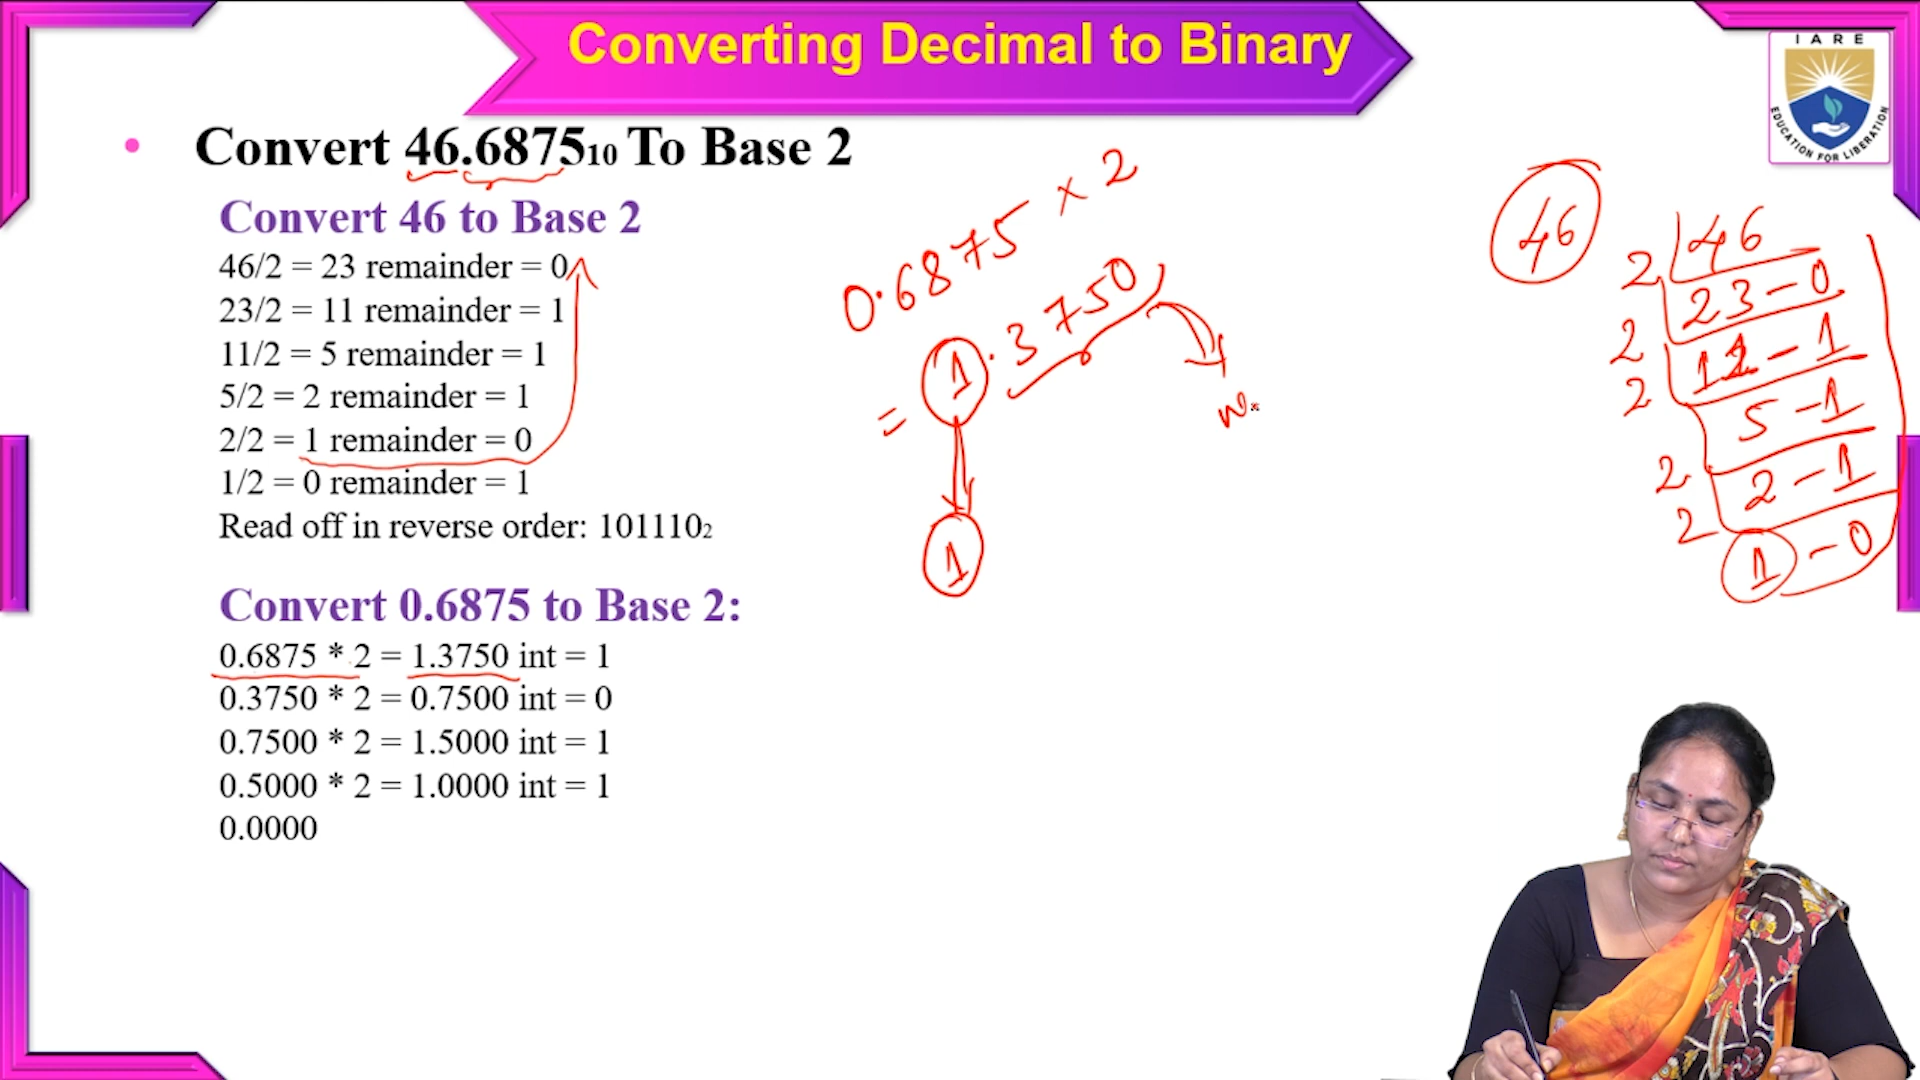 Converting Decimal to Binary
IARE
EDUCATION FOR LIBERATION
• Convert 46.6875₁₀ To Base 2
Convert 46 to Base 2
46/2 = 23 remainder = 0
23/2 = 11 remainder = 1
11/2 = 5 remainder = 1
5/2 = 2 remainder = 1
2/2 = 1 remainder = 0
1/2 = 0 remainder = 1
Read off in reverse order: 101110₂
Convert 0.6875 to Base 2:
0.6875 * 2 = 1.3750 int = 1
0.3750 * 2 = 0.7500 int = 0
0.7500 * 2 = 1.5000 int = 1
0.5000 * 2 = 1.0000 int = 1
0.0000
0.6875 × 2
= 1.3750
1
46
46
2 23 - 0
2 11 - 1
2 5 - 1
2 2 - 1
2 1 - 0